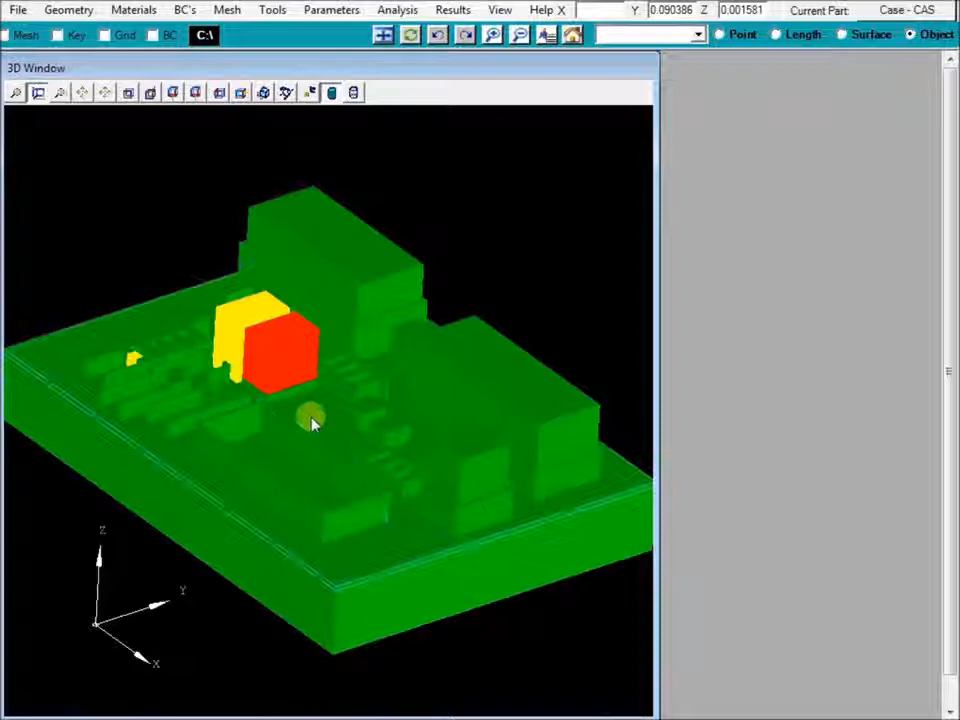 File Geometry Materials BC's Mesh Tools Parameters Analysis Results View Help X Y 0.090386 Z 0.001581 Current Part: Case - CAS
Mesh Key Grid BC C:\ Point Length Surface Object
3D Window
Z
Y
X